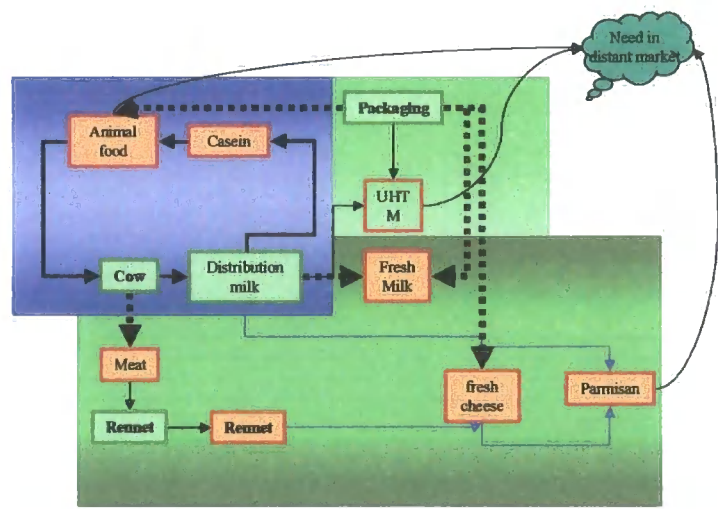 Need in
distant market
Packaging
Animal
food
Casein
UHT
M
Cow
Distribution
milk
Fresh
Milk
Meat
fresh
cheese
Parmisan
Rennet
Rennet